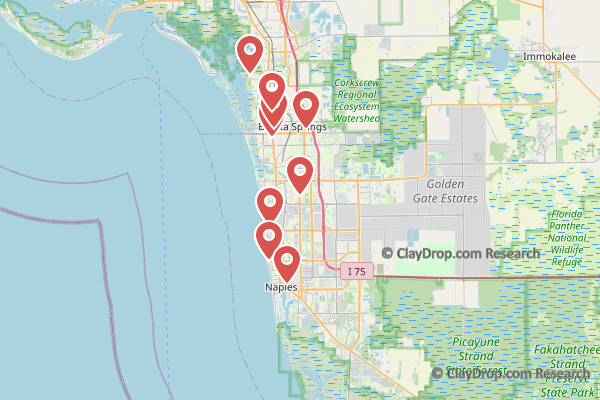 Immokalee
Corkscrew
Regional
Ecosystem
Watershed
Springs
Golden
Gate Estates
Florida
Panther
National
Wildlife
Refuge
© ClayDrop.com Research
I 75
Naples
Picayune
Strand
State Forest
Fakahatchee
Strand
Preserve
State Park
© ClayDrop.com Research